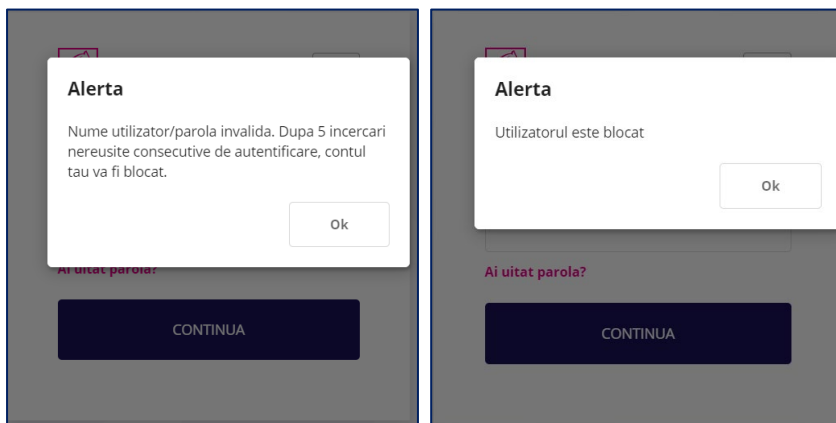 Alerta
Nume utilizator/parola invalida. Dupa 5 incercari
nereusite consecutive de autentificare, contul
tau va fi blocat.
Ok
Ai uitat parola?
CONTINUA
Alerta
Utilizatorul este blocat
Ok
Ai uitat parola?
CONTINUA